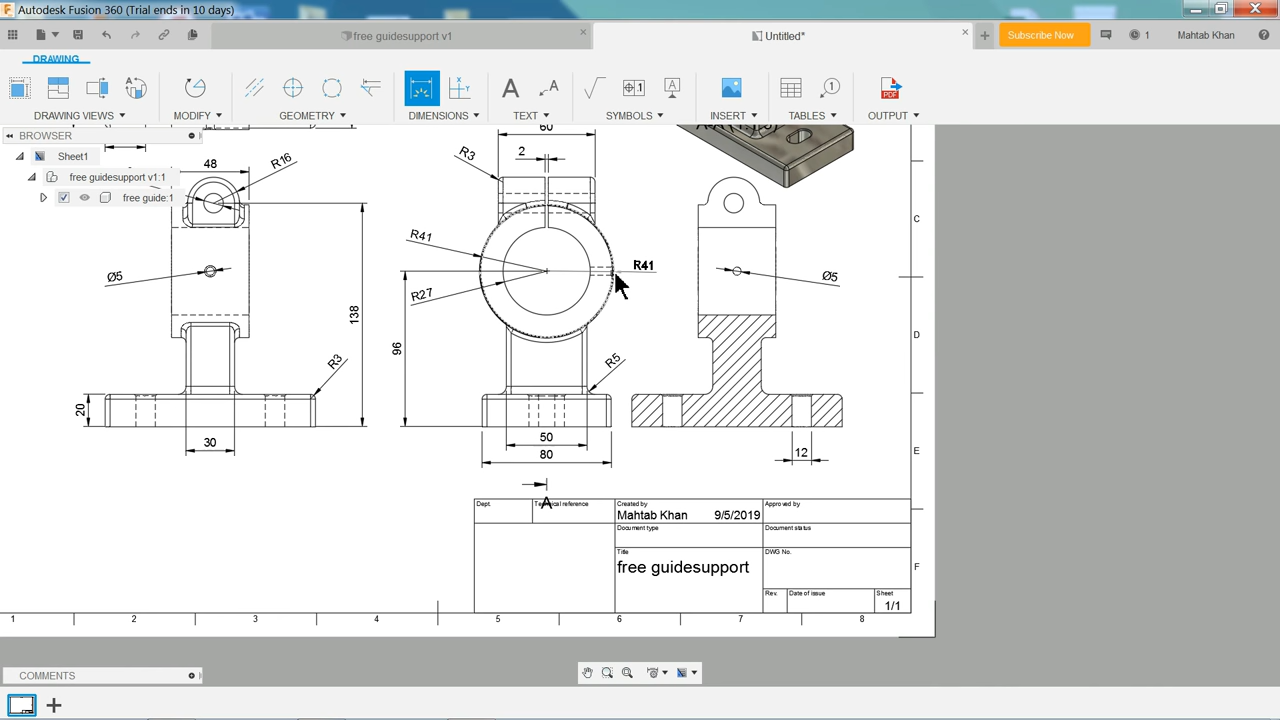 Autodesk Fusion 360 (Trial ends in 10 days)
free guidesupport v1
Untitled*
Subscribe Now
1
Mahtab Khan
DRAWING
DRAWING VIEWS
MODIFY
GEOMETRY
DIMENSIONS
TEXT
SYMBOLS
INSERT
TABLES
OUTPUT
BROWSER
Sheet1
free guidesupport v1:1
free guide:1
60
2
R3
48
R16
C
R41
R41
Ø5
R27
Ø5
138
96
D
R3
R5
20
30
50
80
12
E
A
Dept.
Technical reference
Created by
Approved by
Mahtab Khan 9/5/2019
Document type
Document status
Title
DWG No.
free guidesupport
F
Rev.
Date of issue
Sheet
1/1
1 2 3 4 5 6 7 8
COMMENTS